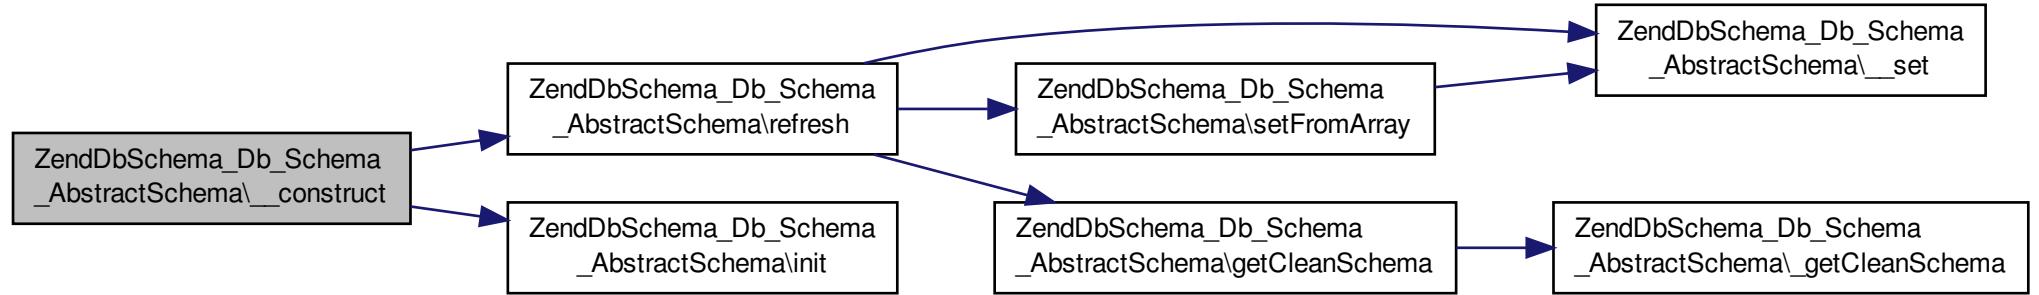 ZendDbSchema_Db_Schema
_AbstractSchema\__construct
ZendDbSchema_Db_Schema
_AbstractSchema\refresh
ZendDbSchema_Db_Schema
_AbstractSchema\init
ZendDbSchema_Db_Schema
_AbstractSchema\setFromArray
ZendDbSchema_Db_Schema
_AbstractSchema\getCleanSchema
ZendDbSchema_Db_Schema
_AbstractSchema\__set
ZendDbSchema_Db_Schema
_AbstractSchema\_getCleanSchema